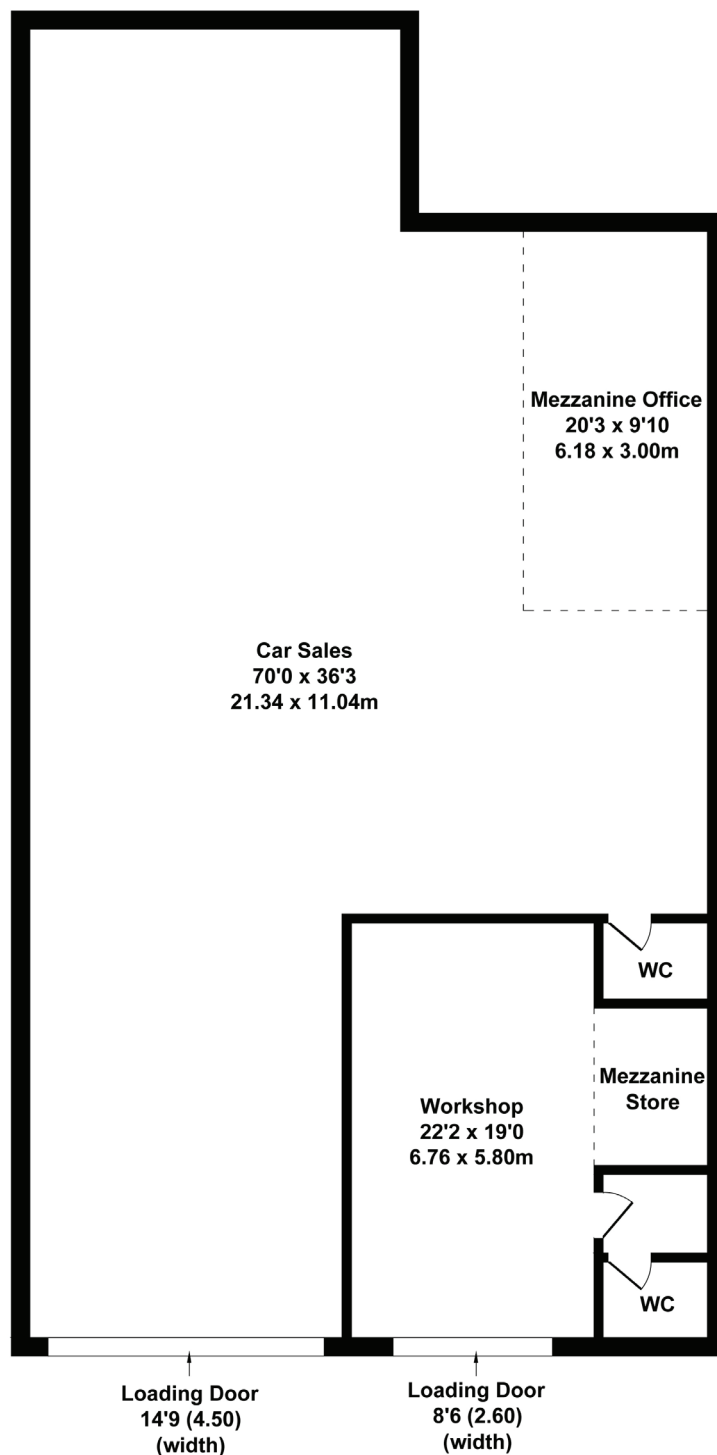 Mezzanine Office
20'3 x 9'10
6.18 x 3.00m
Car Sales
70'0 x 36'3
21.34 x 11.04m
WC
Mezzanine
Store
Workshop
22'2 x 19'0
6.76 x 5.80m
WC
Loading Door
14'9 (4.50)
(width)
Loading Door
8'6 (2.60)
(width)